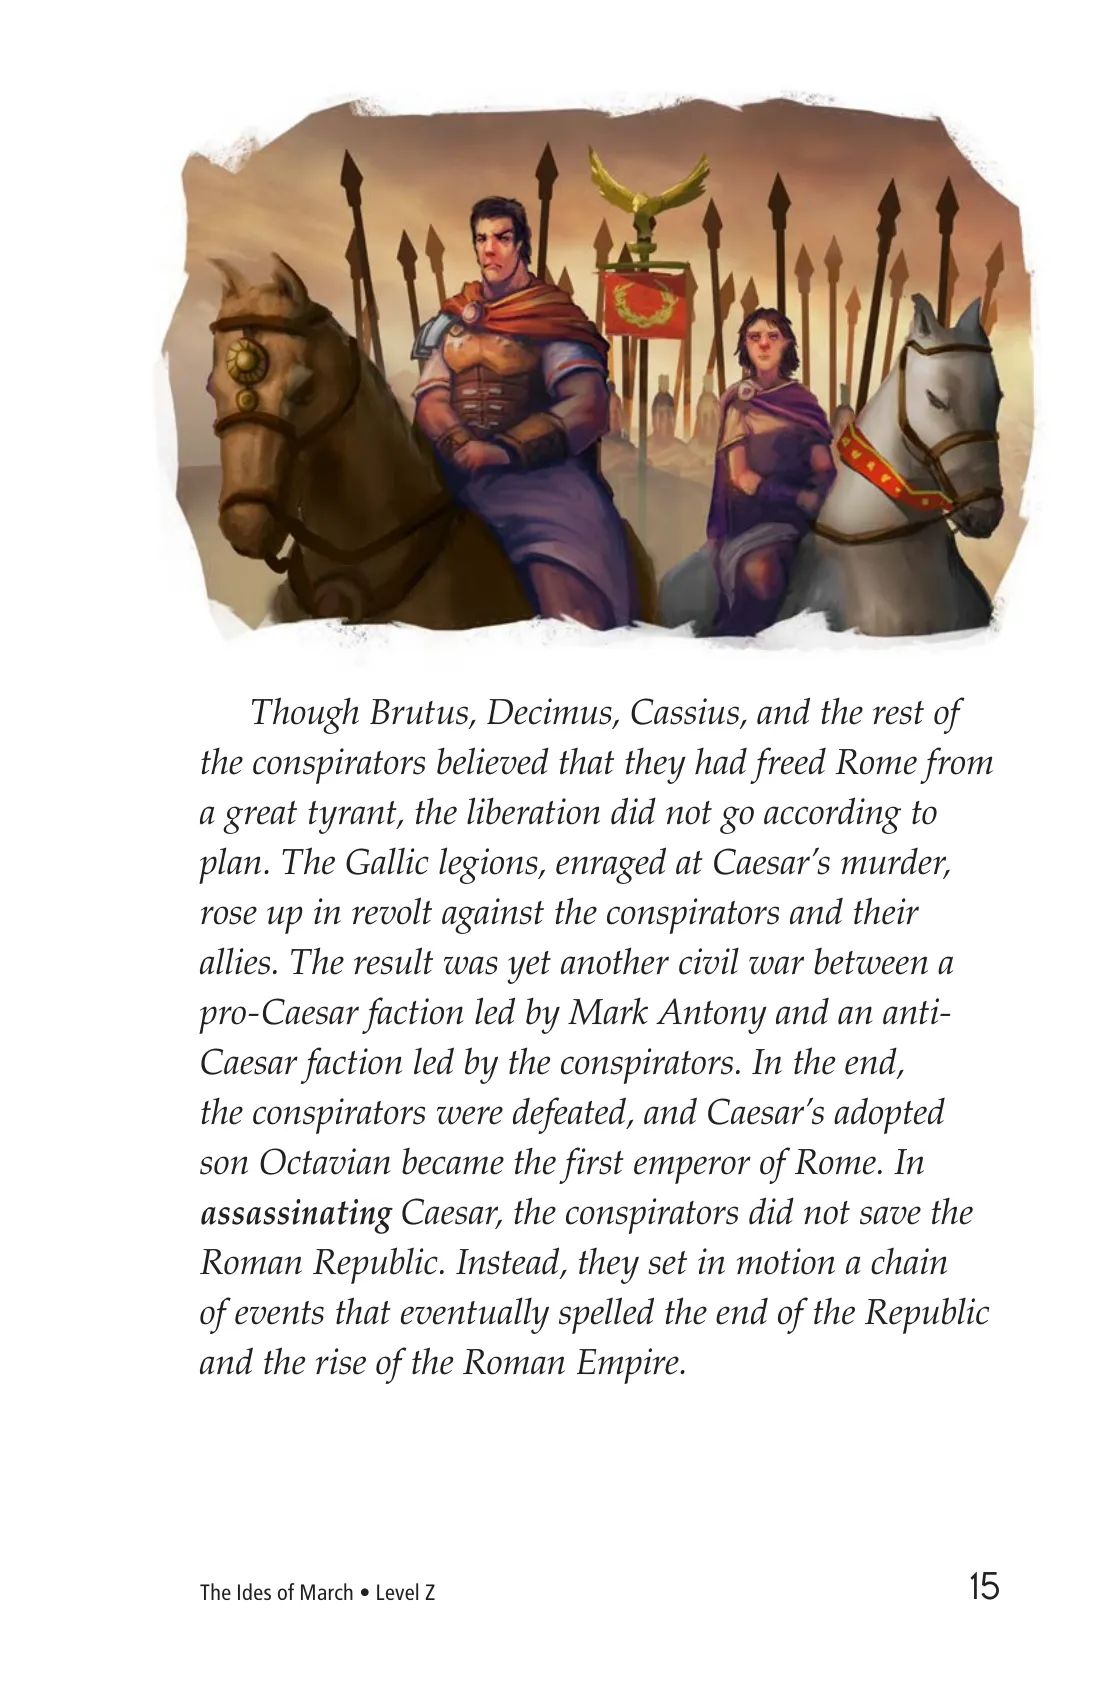 Though Brutus, Decimus, Cassius, and the rest of
the conspirators believed that they had freed Rome from
a great tyrant, the liberation did not go according to
plan. The Gallic legions, enraged at Caesar’s murder,
rose up in revolt against the conspirators and their
allies. The result was yet another civil war between a
pro-Caesar faction led by Mark Antony and an anti-
Caesar faction led by the conspirators. In the end,
the conspirators were defeated, and Caesar’s adopted
son Octavian became the first emperor of Rome. In
assassinating Caesar, the conspirators did not save the
Roman Republic. Instead, they set in motion a chain
of events that eventually spelled the end of the Republic
and the rise of the Roman Empire.
The Ides of March • Level Z
15